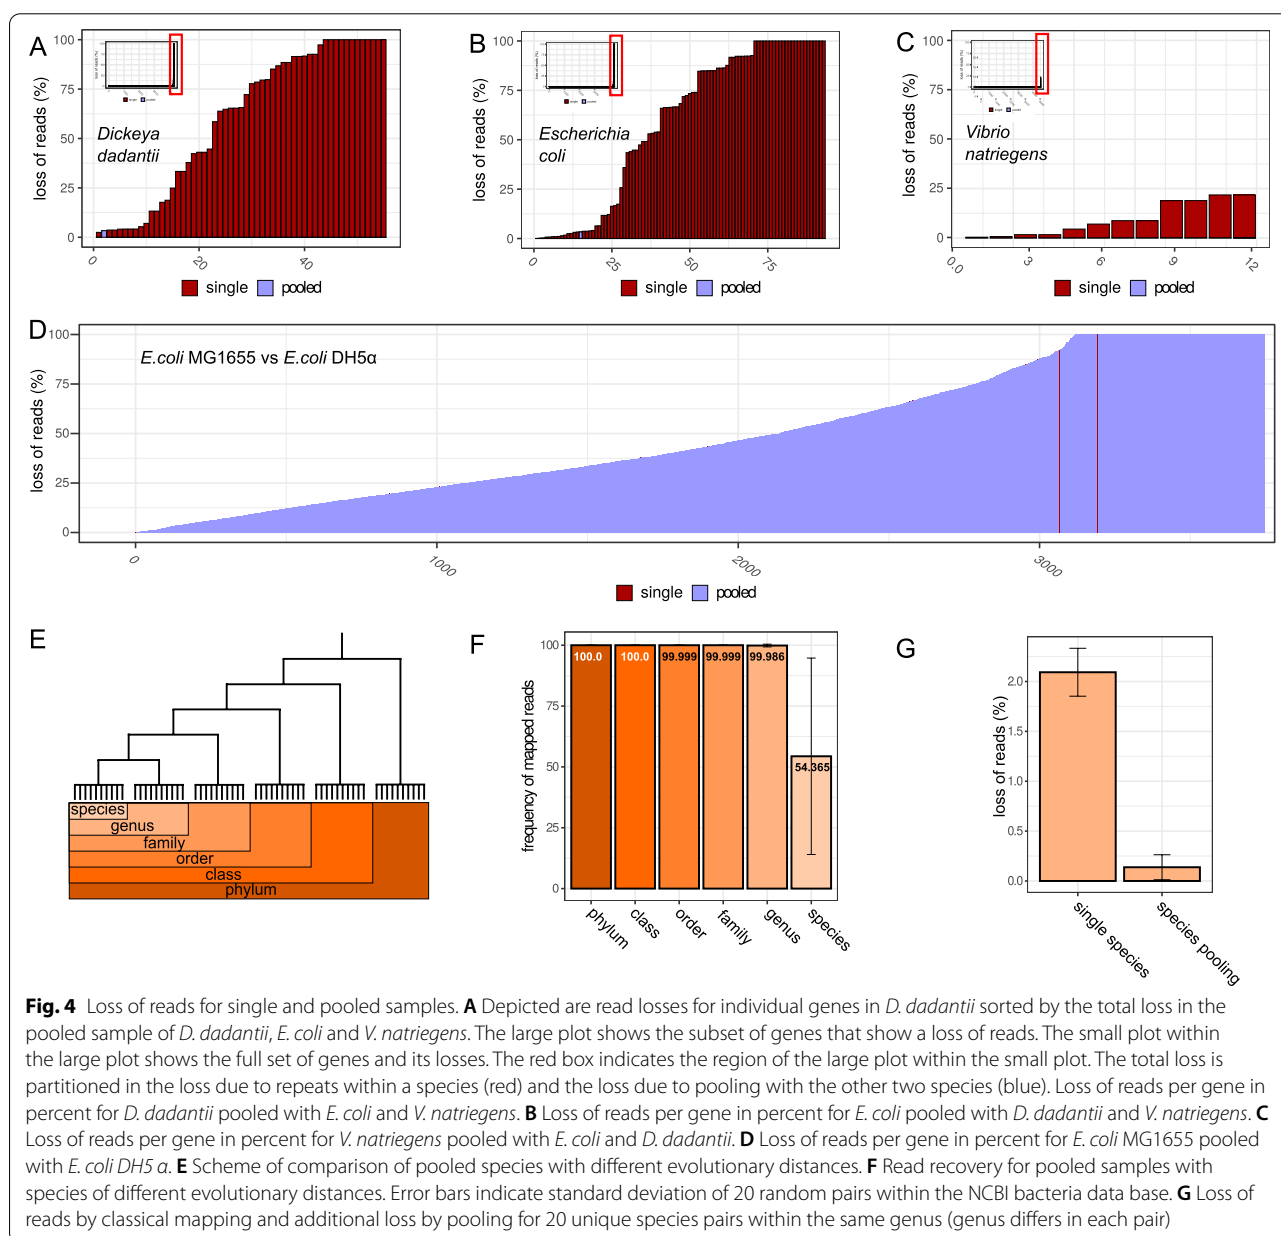 A
100
75
50
25
0
loss of reads (%)
Dickeya
dadantii
0
20
40
single
pooled
B
100
75
50
25
0
loss of reads (%)
Escherichia
coli
0
25
50
75
single
pooled
C
100
75
50
25
0
loss of reads (%)
Vibrio
natriegens
0.0
3
6
9
12
single
pooled
D
100
75
50
25
0
loss of reads (%)
E.coli MG1655 vs E.coli DH5α
0
1000
2000
3000
single
pooled
E
species
genus
family
order
class
phylum
F
100
75
50
25
0
frequency of mapped reads
100.0
100.0
99.999
99.999
99.986
54.365
phylum
class
order
family
genus
species
G
2.0
1.5
1.0
0.5
0.0
loss of reads (%)
single species
species pooling
Fig. 4 Loss of reads for single and pooled samples. A Depicted are read losses for individual genes in D. dadantii sorted by the total loss in the
pooled sample of D. dadantii, E. coli and V. natriegens. The large plot shows the subset of genes that show a loss of reads. The small plot within
the large plot shows the full set of genes and its losses. The red box indicates the region of the large plot within the small plot. The total loss is
partitioned in the loss due to repeats within a species (red) and the loss due to pooling with the other two species (blue). Loss of reads per gene in
percent for D. dadantii pooled with E. coli and V. natriegens. B Loss of reads per gene in percent for E. coli pooled with D. dadantii and V. natriegens. C
Loss of reads per gene in percent for V. natriegens pooled with E. coli and D. dadantii. D Loss of reads per gene in percent for E. coli MG1655 pooled
with E. coli DH5 α. E Scheme of comparison of pooled species with different evolutionary distances. F Read recovery for pooled samples with
species of different evolutionary distances. Error bars indicate standard deviation of 20 random pairs within the NCBI bacteria data base. G Loss of
reads by classical mapping and additional loss by pooling for 20 unique species pairs within the same genus (genus differs in each pair)